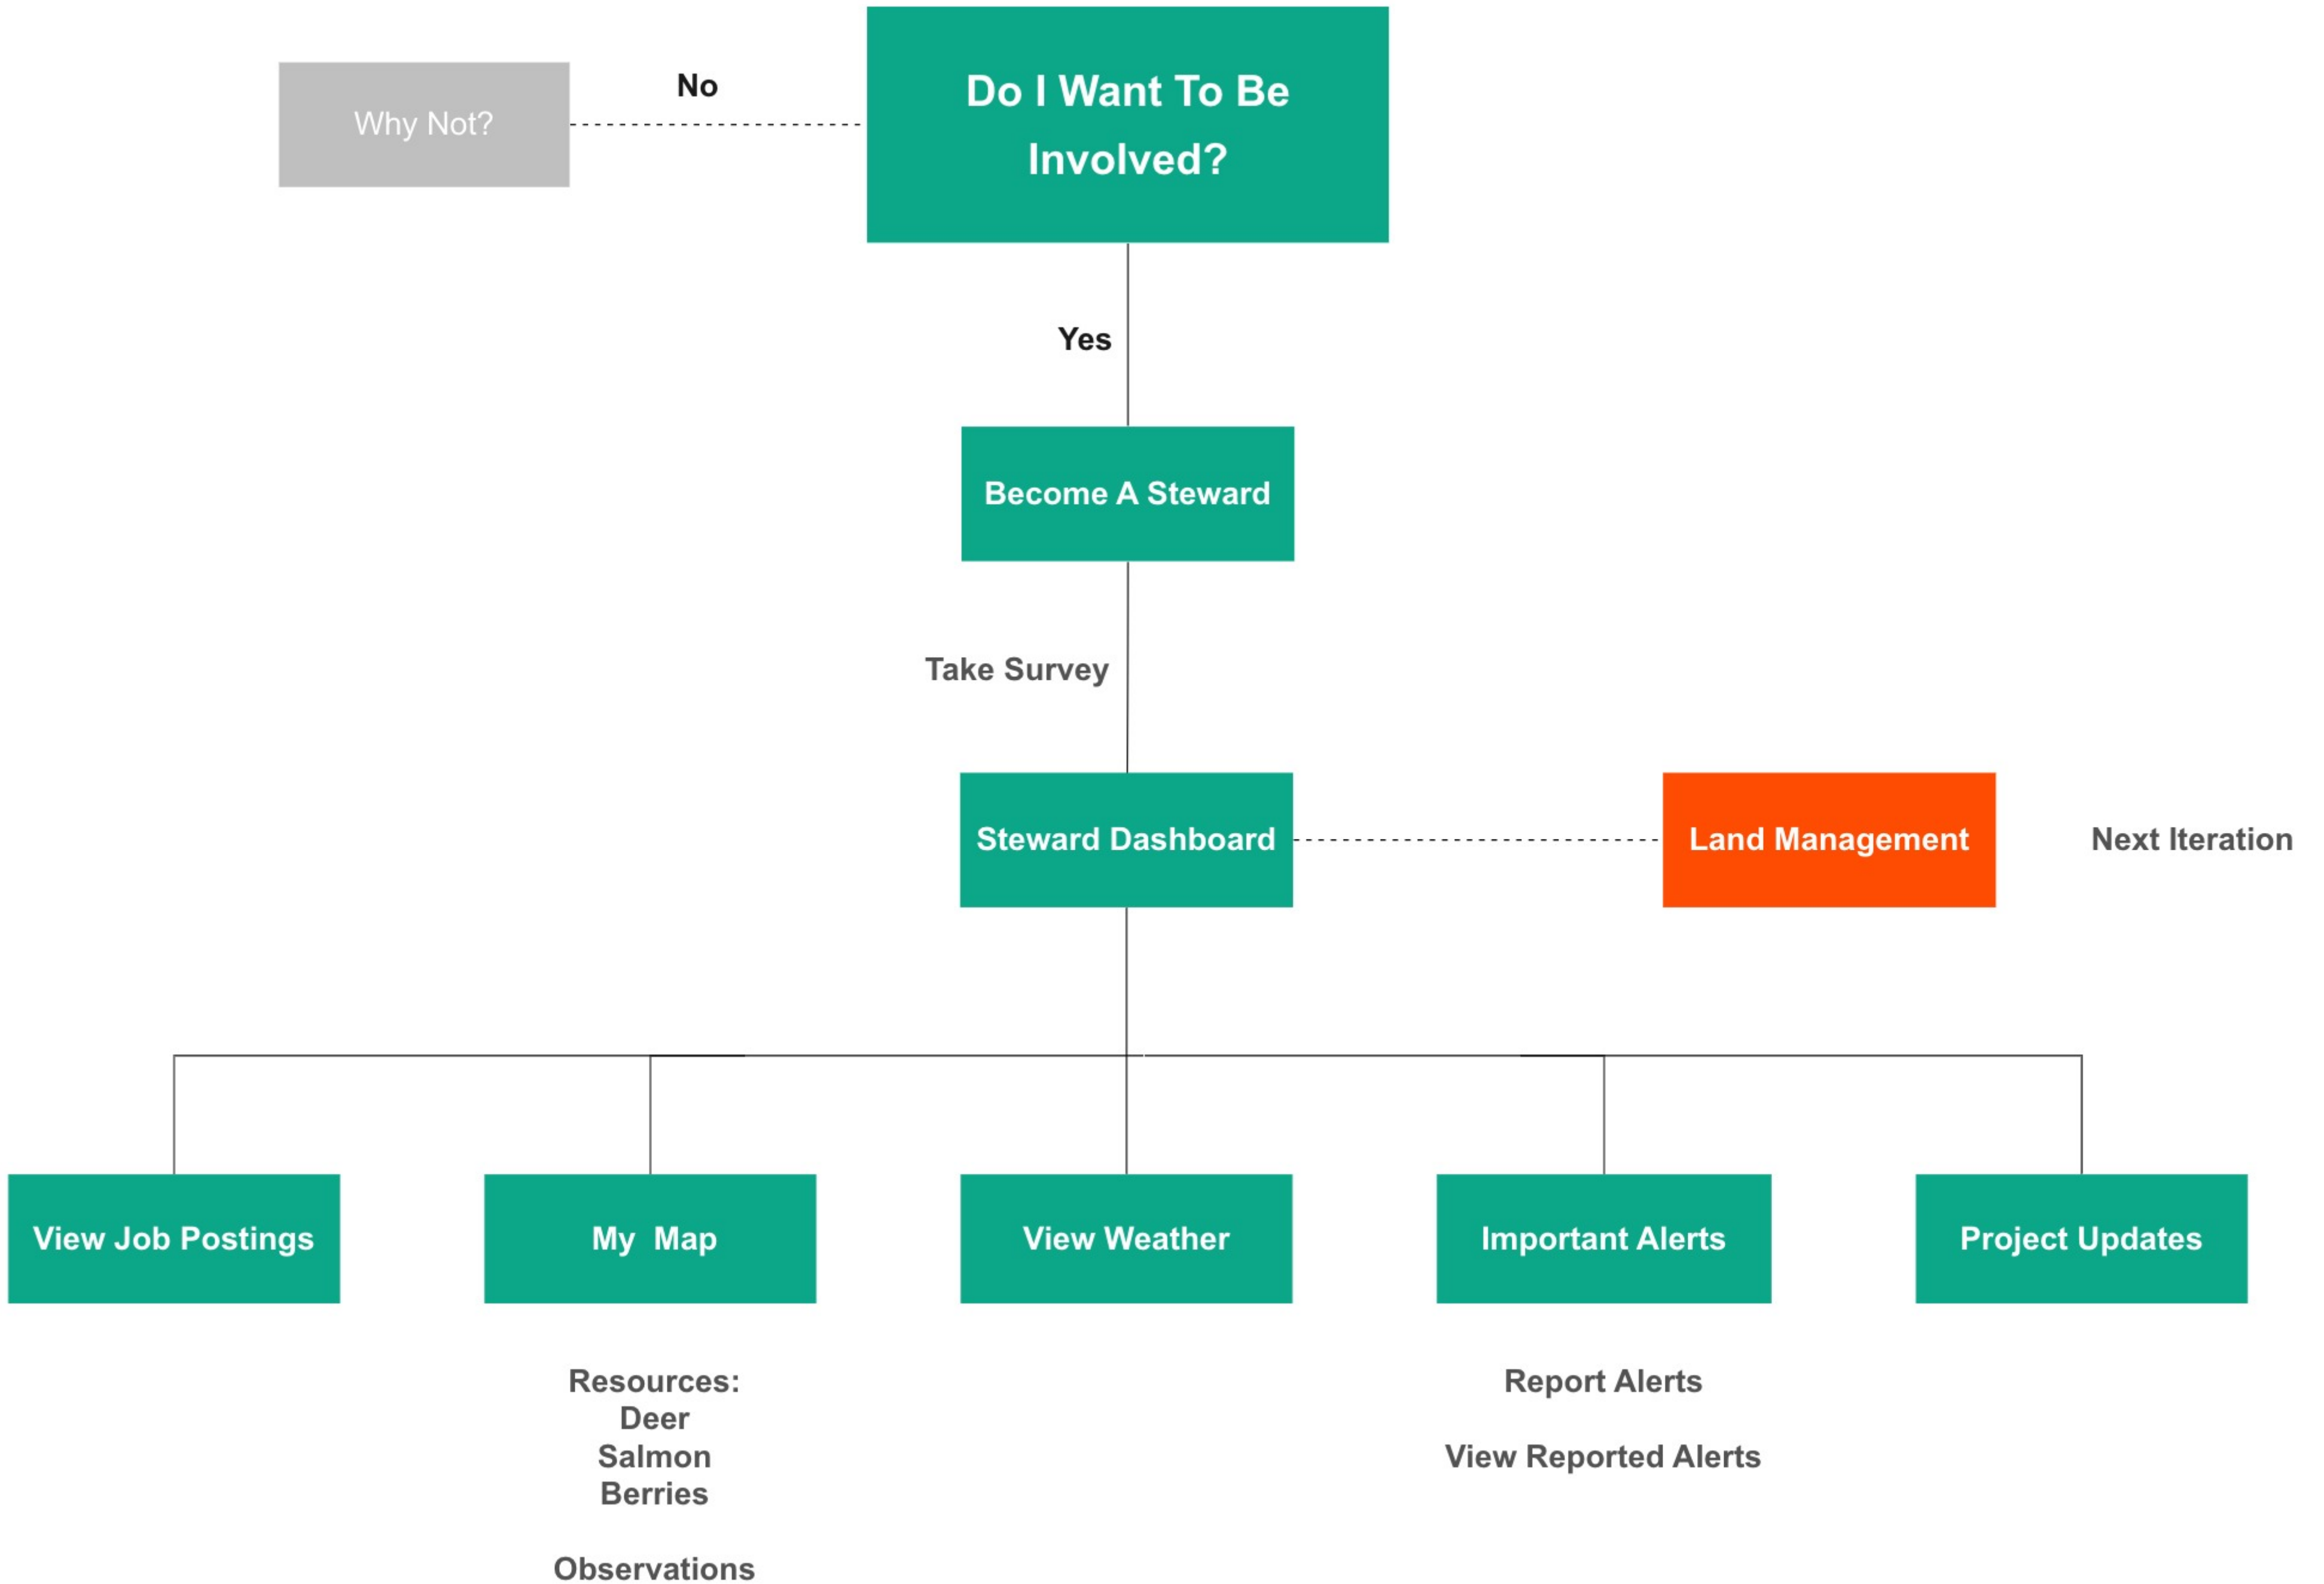 No
Why Not?
Do I Want To Be
Involved?
Yes
Become A Steward
Take Survey
Steward Dashboard
Land Management
Next Iteration
View Job Postings
My  Map
View Weather
Important Alerts
Project Updates
Resources:
Deer
Salmon
Berries
Observations
Report Alerts
View Reported Alerts